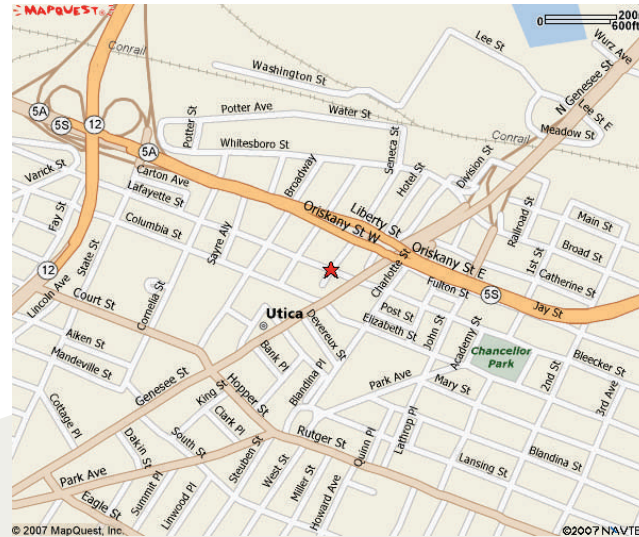 MAPQUEST
0 200
600ft
Conrail
Lee St
Wurz Ave
Washington St
N Genesee St
Lee St E
5A
5S
12
Potter St
Potter Ave
Water St
Conrail
Meadow St
5A
Whitesboro St
Seneca St
Division St
Varick St
Carton Ave
Lafayette St
Broadway
Hotel St
Railroad St
Fay St
Columbia St
Sayre Aly
Liberty St
Oriskany St W
Oriskany St E
Main St
Broad St
1st St
Catherine St
12
State St
Lincoln Ave
Cornelia St
Court St
Charlotte St
Fulton St
5S
Jay St
Utica
Post St
John St
Academy St
Elizabeth St
Devereux St
Aiken St
Mandeville St
Bank Pl
Blandina Pl
Chancellor
Park
Bleecker St
2nd St
3rd Ave
Genesee St
King St
Hopper St
Park Ave
Mary St
Cottage Pl
Clark Pl
Rutger St
Lathrop Pl
Quinn Pl
Dakin St
South St
Steuben St
West St
Miller St
Howard Ave
Lansing St
Blandina St
Park Ave
Eagle St
Summit Pl
Linwood Pl
© 2007 MapQuest, Inc.
©2007 NAVTE